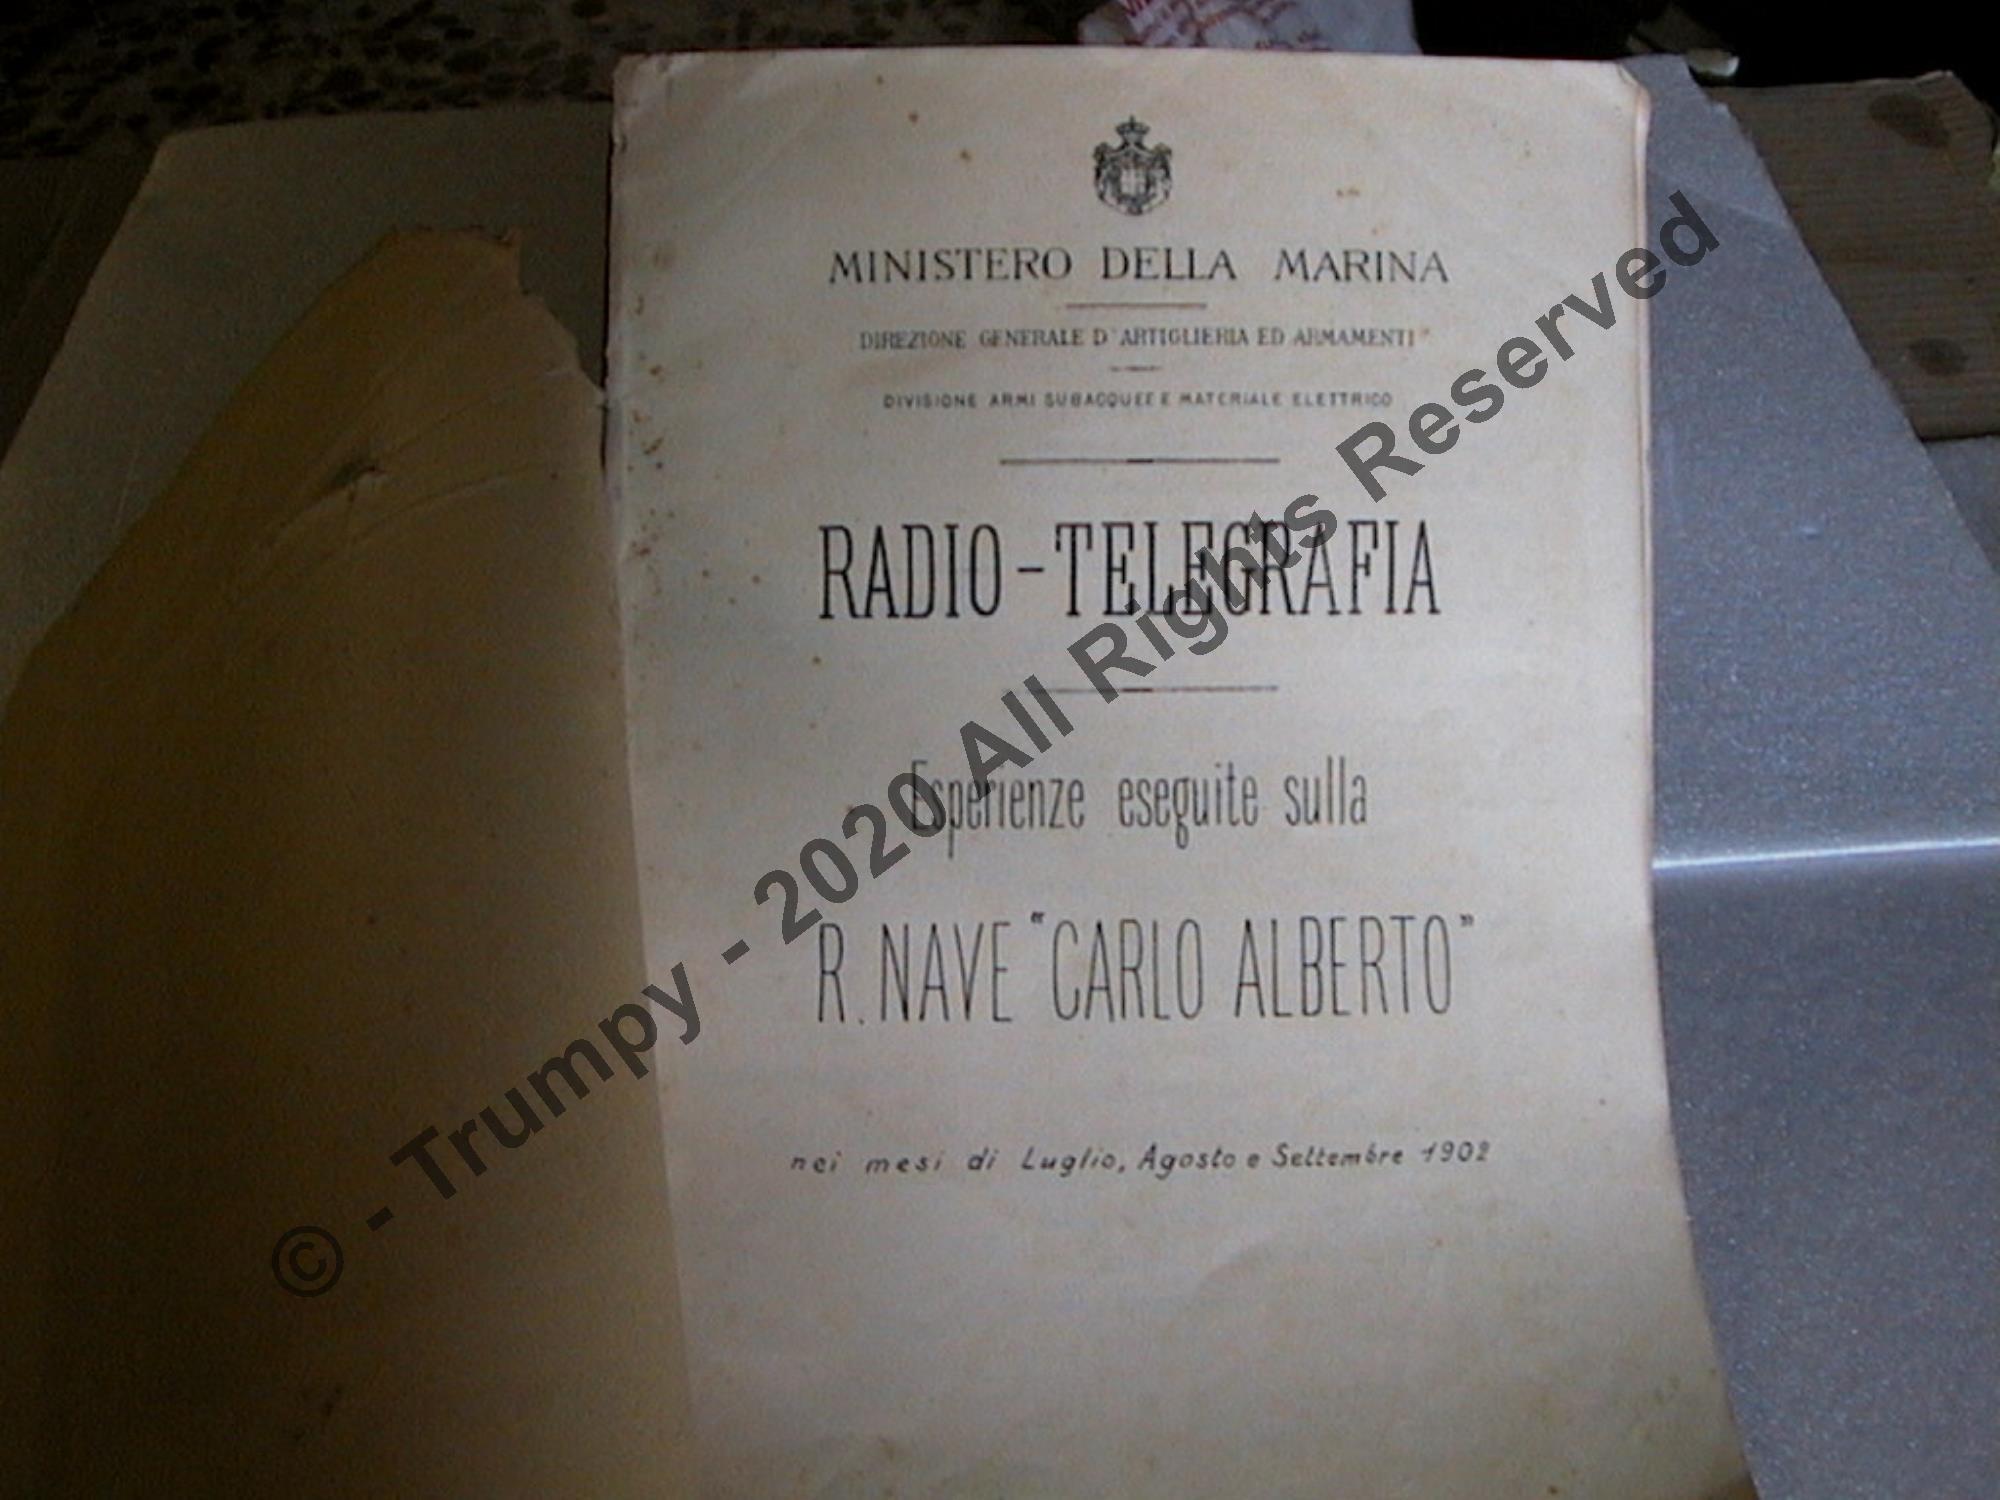 MINISTERO DELLA MARINA
DIREZIONE GENERALE D'ARTIGLIERIA ED ARMAMENTI
DIVISIONE ARMI SUBACQUEE E MATERIALE ELETTRICO
RADIO-TELEGRAFIA
Esperienze eseguite sulla
R. NAVE "CARLO ALBERTO"
nei mesi di Luglio, Agosto e Settembre 1902
© - Trumpy - 2020 All Rights Reserved